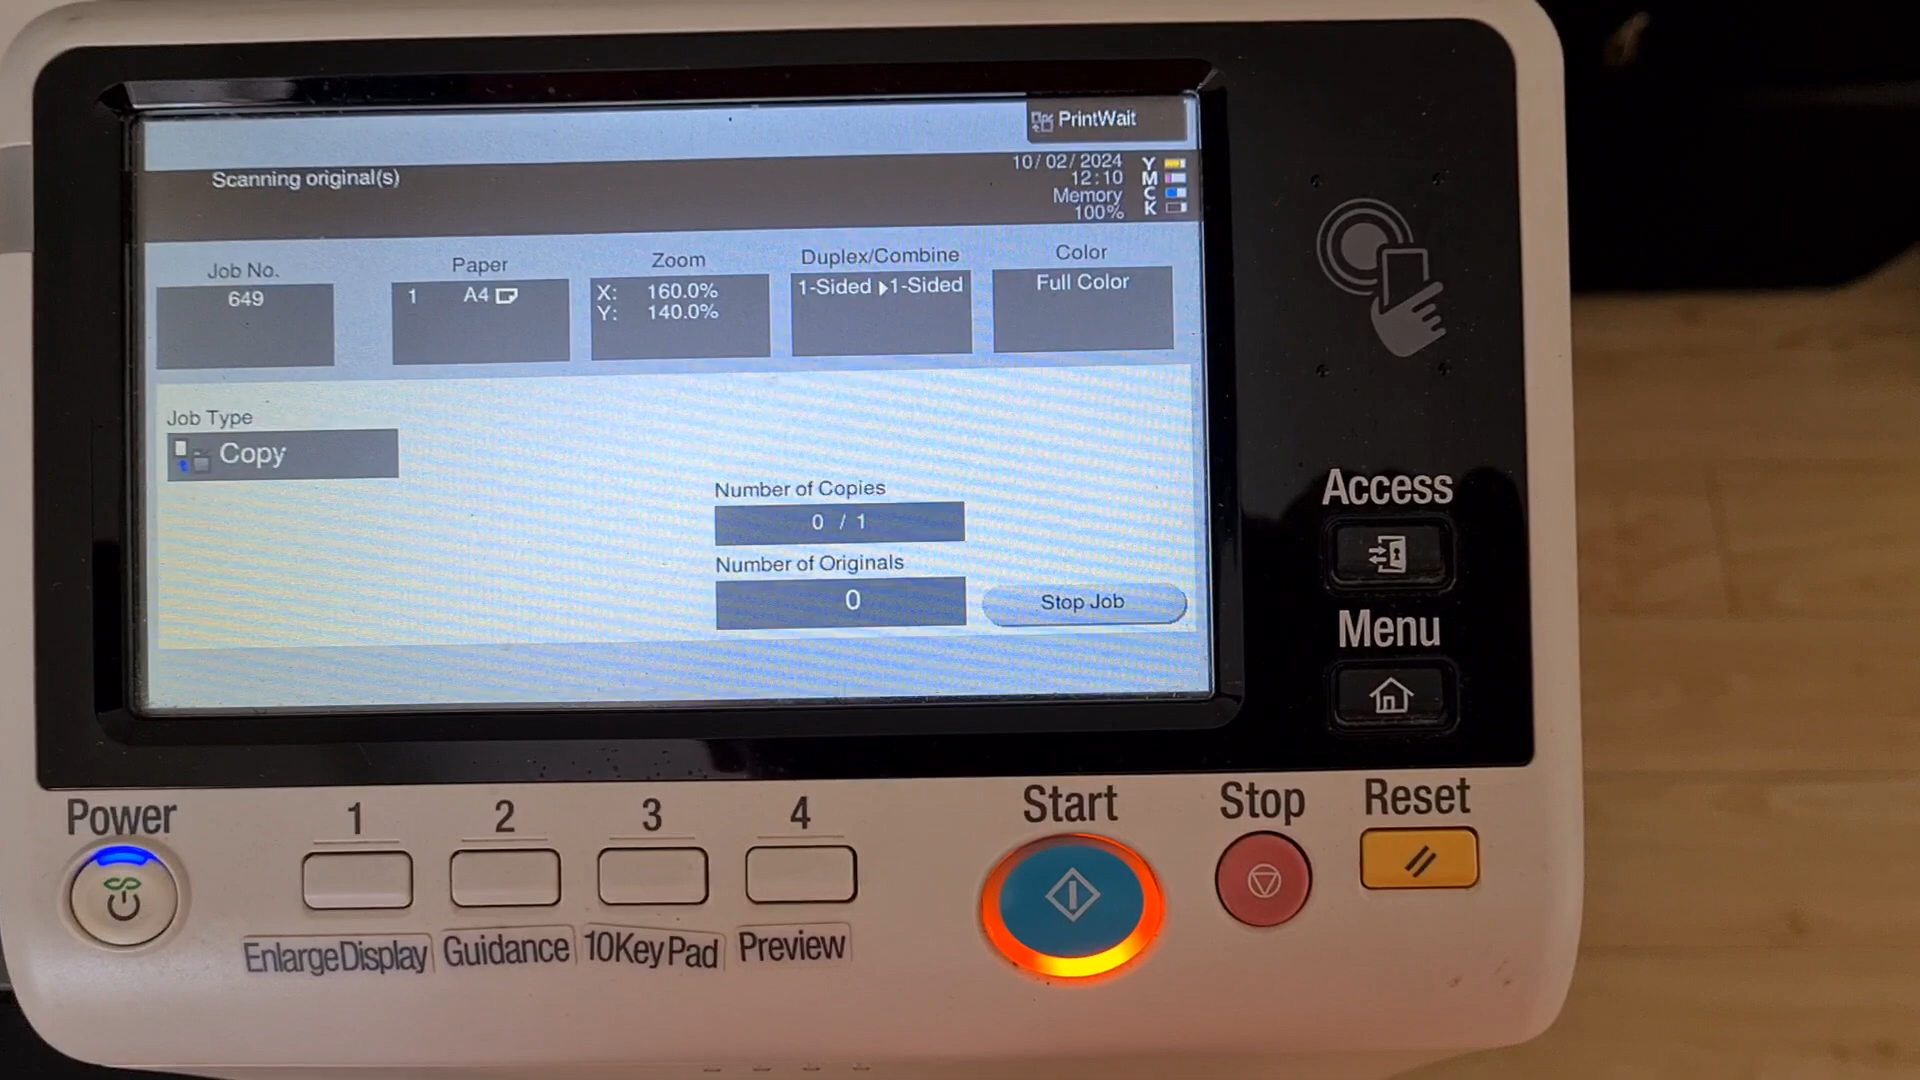 PrintWait
Scanning original(s)
10/02/2024
12:10
Memory
100%
Y
M
C
K
Job No.
649
Paper
1 A4
Zoom
X: 160.0%
Y: 140.0%
Duplex/Combine
1-Sided ▶1-Sided
Color
Full Color
Job Type
Copy
Number of Copies
0 / 1
Number of Originals
0
Stop Job
Access
Menu
Power
1
2
3
4
Start
Stop
Reset
EnlargeDisplay
Guidance
10Key Pad
Preview